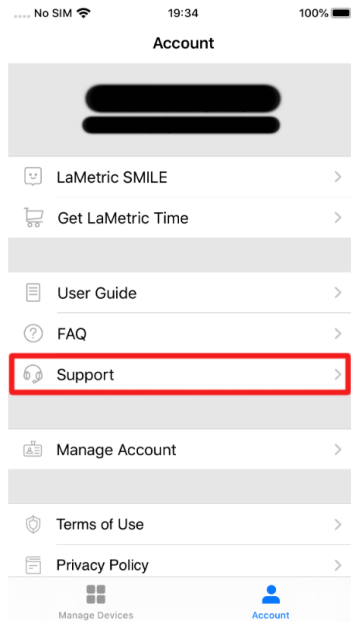 No SIM 19:34 100%
Account
LaMetric SMILE
Get LaMetric Time
User Guide
FAQ
Support
Manage Account
Terms of Use
Privacy Policy
Manage Devices Account